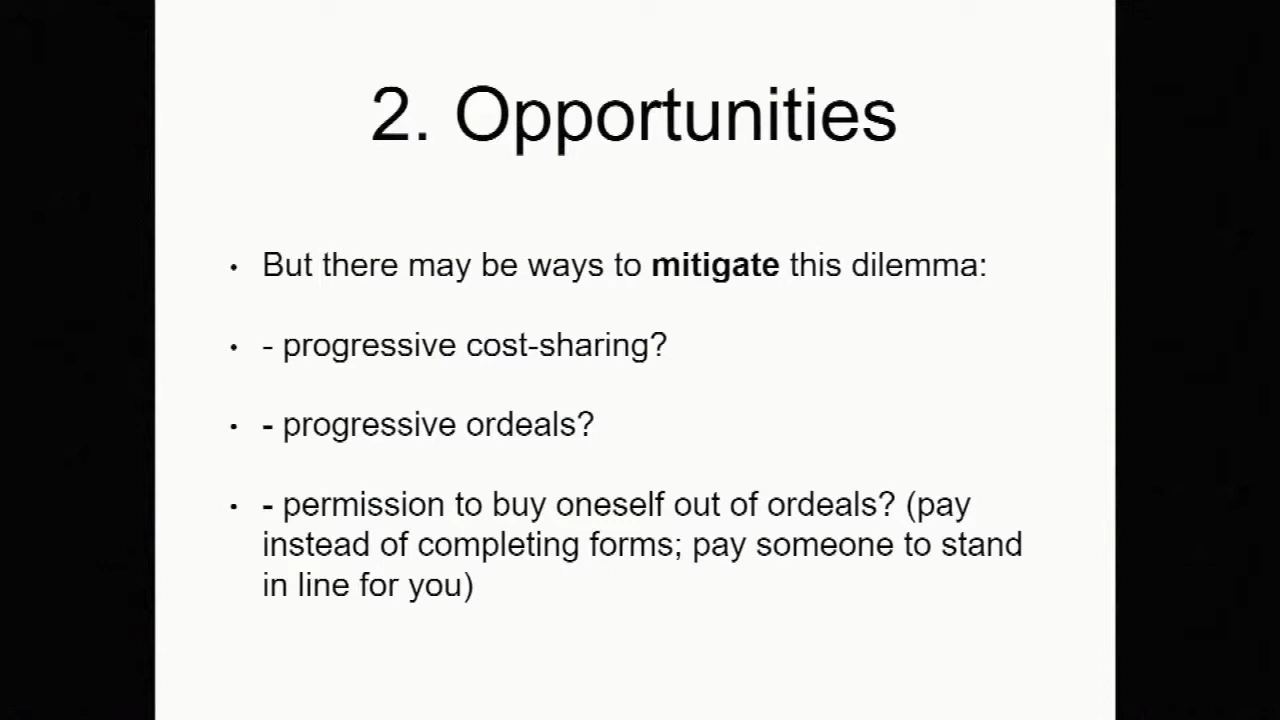 2. Opportunities
• But there may be ways to mitigate this dilemma:
• - progressive cost-sharing?
• - progressive ordeals?
• - permission to buy oneself out of ordeals? (pay
instead of completing forms; pay someone to stand
in line for you)